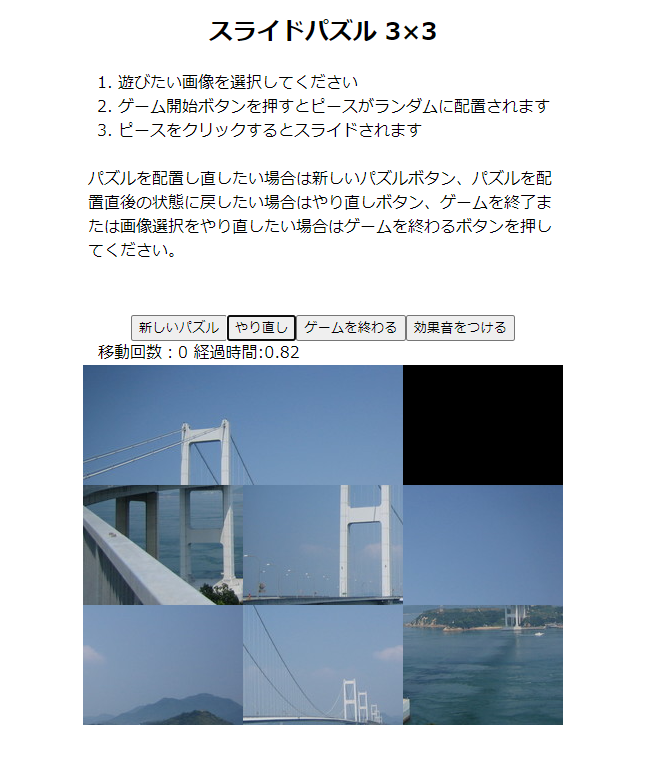 スライドパズル 3×3
1. 遊びたい画像を選択してください
2. ゲーム開始ボタンを押すとピースがランダムに配置されます
3. ピースをクリックするとスライドされます
パズルを配置し直したい場合は新しいパズルボタン、パズルを配
置直後の状態に戻したい場合はやり直しボタン、ゲームを終了ま
たは画像選択をやり直したい場合はゲームを終わるボタンを押し
てください。
新しいパズル やり直し ゲームを終わる 効果音をつける
移動回数：0 経過時間:0.82